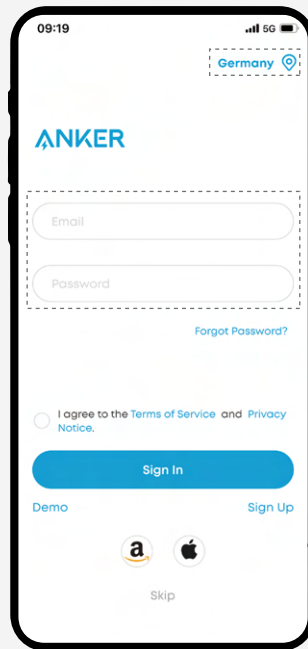 09:19
5G
Germany
ANKER
Email
Password
Forgot Password?
I agree to the Terms of Service and Privacy
Notice.
Sign In
Demo
Sign Up
a
Skip